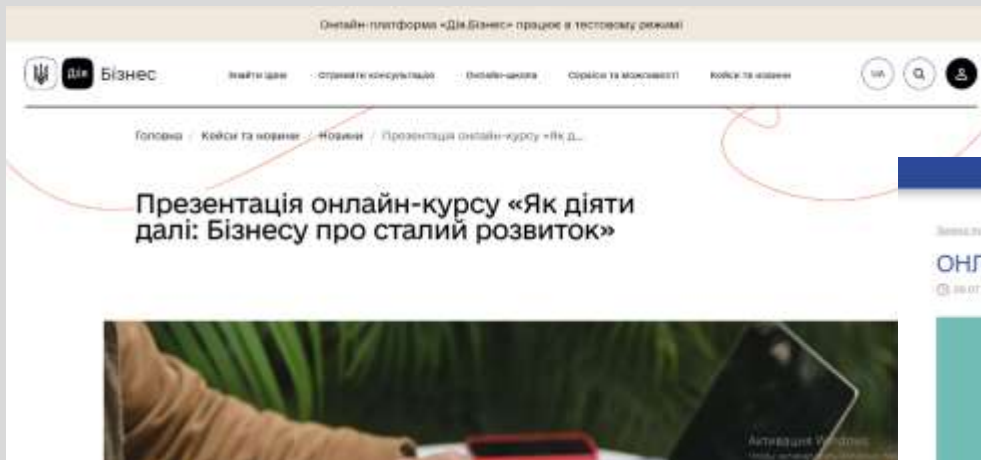 Онлайн-платформа «Дія.Бізнес» працює в тестовому режимі
Дія Бізнес
Знайти ідею Отримати консультацію Онлайн-школа Сервіси та можливості Кейси та новини UA
Головна / Кейси та новини / Новини / Презентація онлайн-курсу «Як д...
Презентація онлайн-курсу «Як діяти
далі: Бізнесу про сталий розвиток»
ОНЛ
Активация Windows